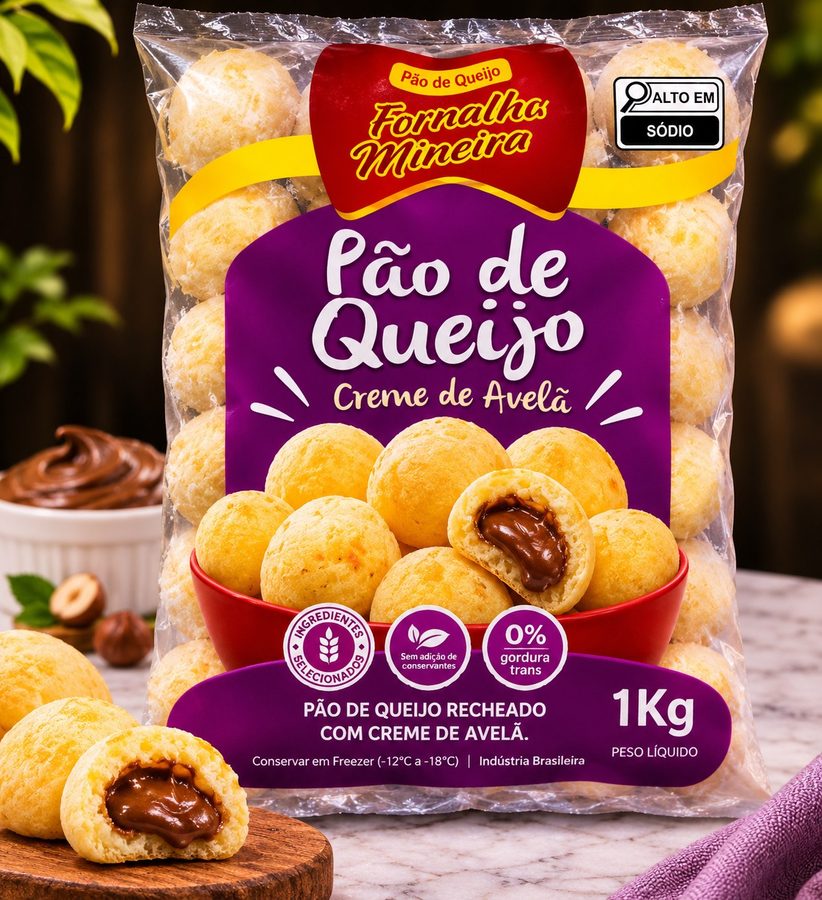 Pão de Queijo
Fornalha
Mineira
ALTO EM
SÓDIO
Pão de
Queijo
Creme de Avelã
INGREDIENTES
SELECIONADOS
Sem adição de
conservantes
0%
gordura
trans
PÃO DE QUEIJO RECHEADO
COM CREME DE AVELÃ.
1Kg
PESO LÍQUIDO
Conservar em Freezer (-12°C a -18°C) | Indústria Brasileira